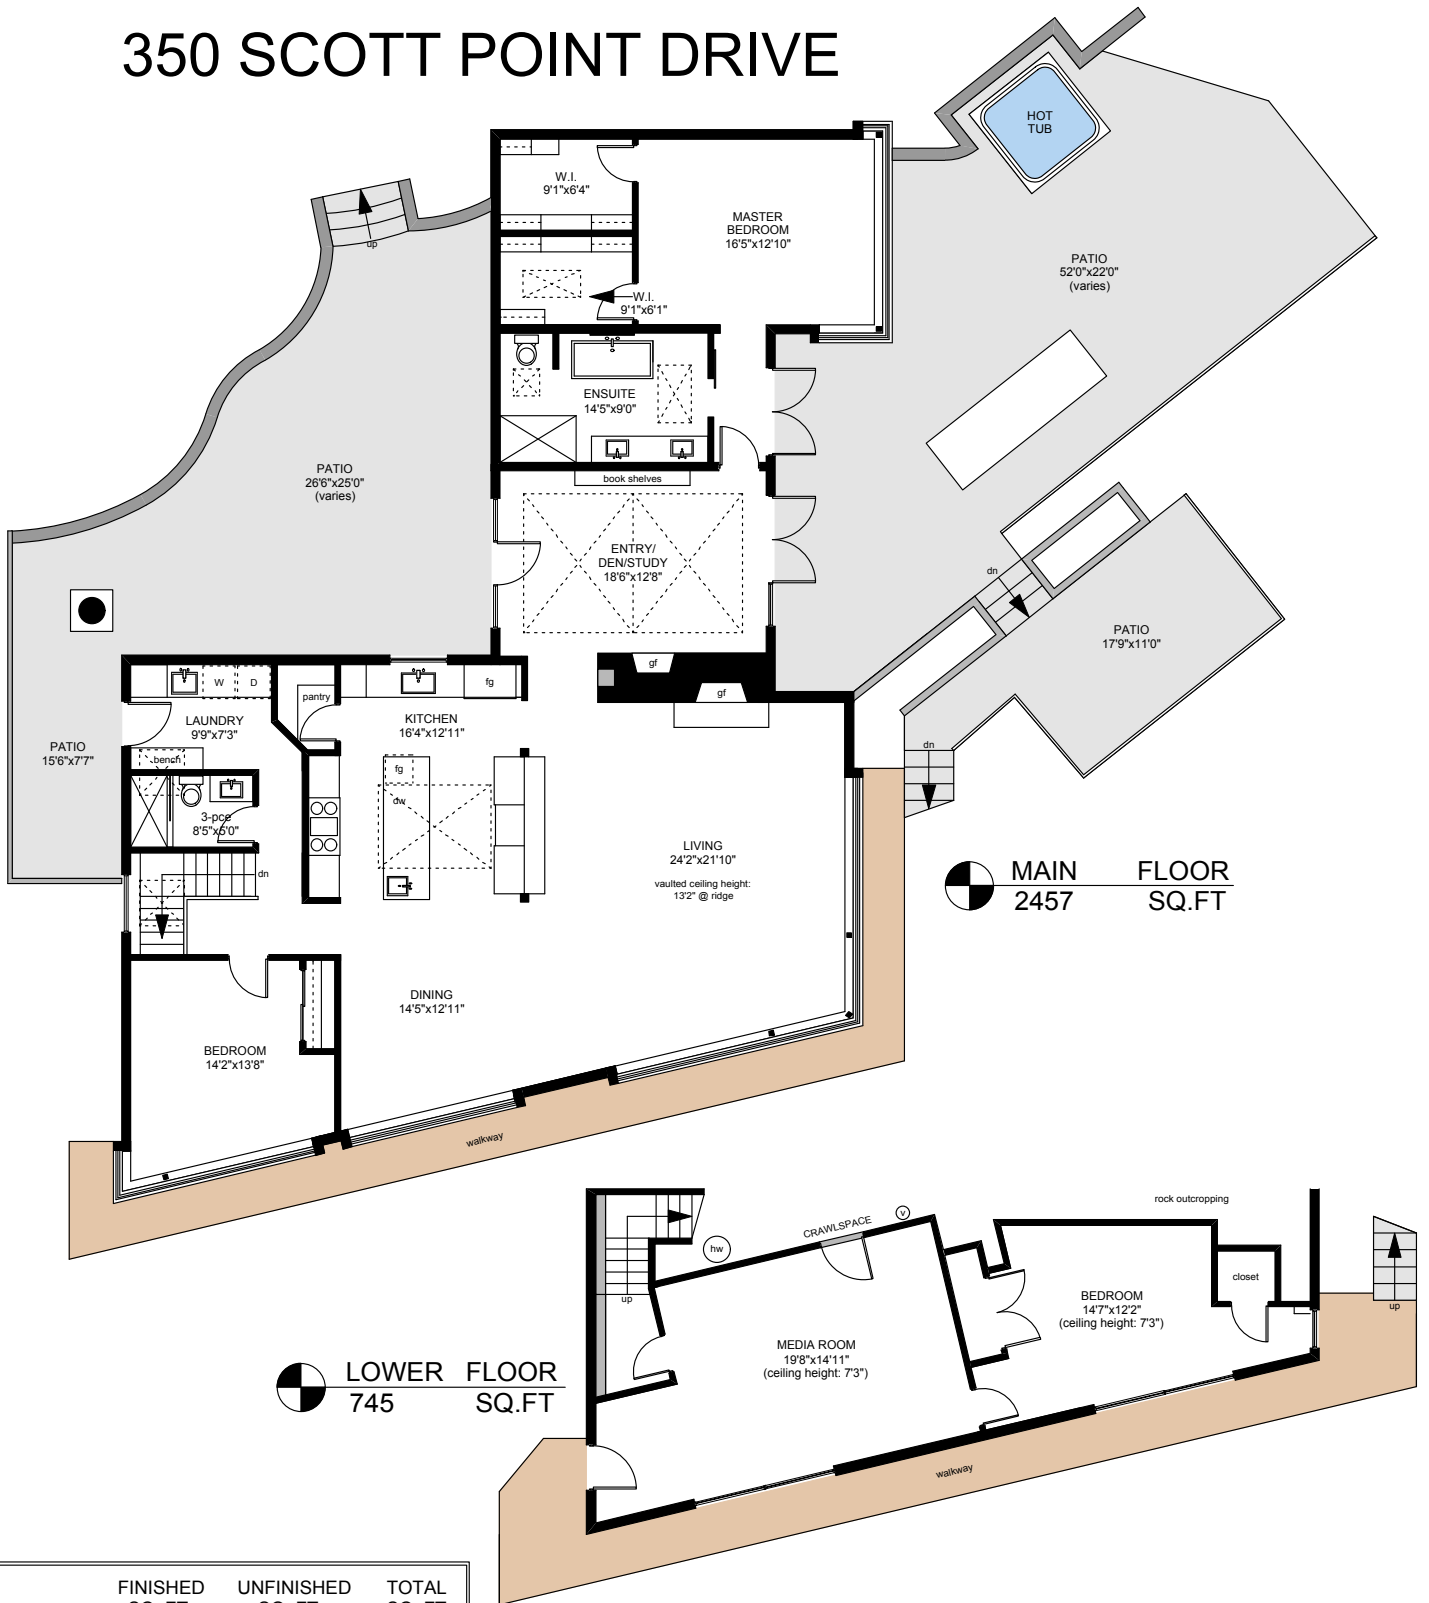 350 SCOTT POINT DRIVE
HOT
TUB
W.I.
9'1"x6'4"
MASTER
BEDROOM
16'5"x12'10"
up
PATIO
52'0"x22'0"
(varies)
W.I.
9'1"x6'1"
ENSUITE
14'5"x9'0"
PATIO
26'6"x25'0"
(varies)
book shelves
ENTRY/
DEN/STUDY
18'6"x12'8"
dn
PATIO
17'9"x11'0"
gf
gf
W
D
pantry
fg
LAUNDRY
9'9"x7'3"
KITCHEN
16'4"x12'11"
PATIO
15'6"x7'7"
bench
fg
dw
dn
3-pce
8'5"x5'0"
LIVING
24'2"x21'10"
vaulted ceiling height:
13'2" @ ridge
dn
MAIN FLOOR
2457 SQ.FT
DINING
14'5"x12'11"
BEDROOM
14'2"x13'8"
walkway
rock outcropping
CRAWLSPACE
v
hw
closet
up
BEDROOM
14'7"x12'2"
(ceiling height: 7'3")
up
MEDIA ROOM
19'8"x14'11"
(ceiling height: 7'3")
LOWER FLOOR
745 SQ.FT
walkway
FINISHED UNFINISHED TOTAL